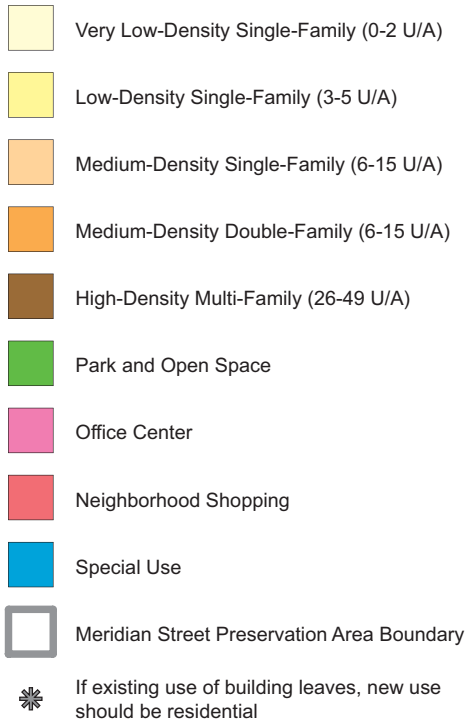 Very Low-Density Single-Family (0-2 U/A)
Low-Density Single-Family (3-5 U/A)
Medium-Density Single-Family (6-15 U/A)
Medium-Density Double-Family (6-15 U/A)
High-Density Multi-Family (26-49 U/A)
Park and Open Space
Office Center
Neighborhood Shopping
Special Use
Meridian Street Preservation Area Boundary
If existing use of building leaves, new use
should be residential